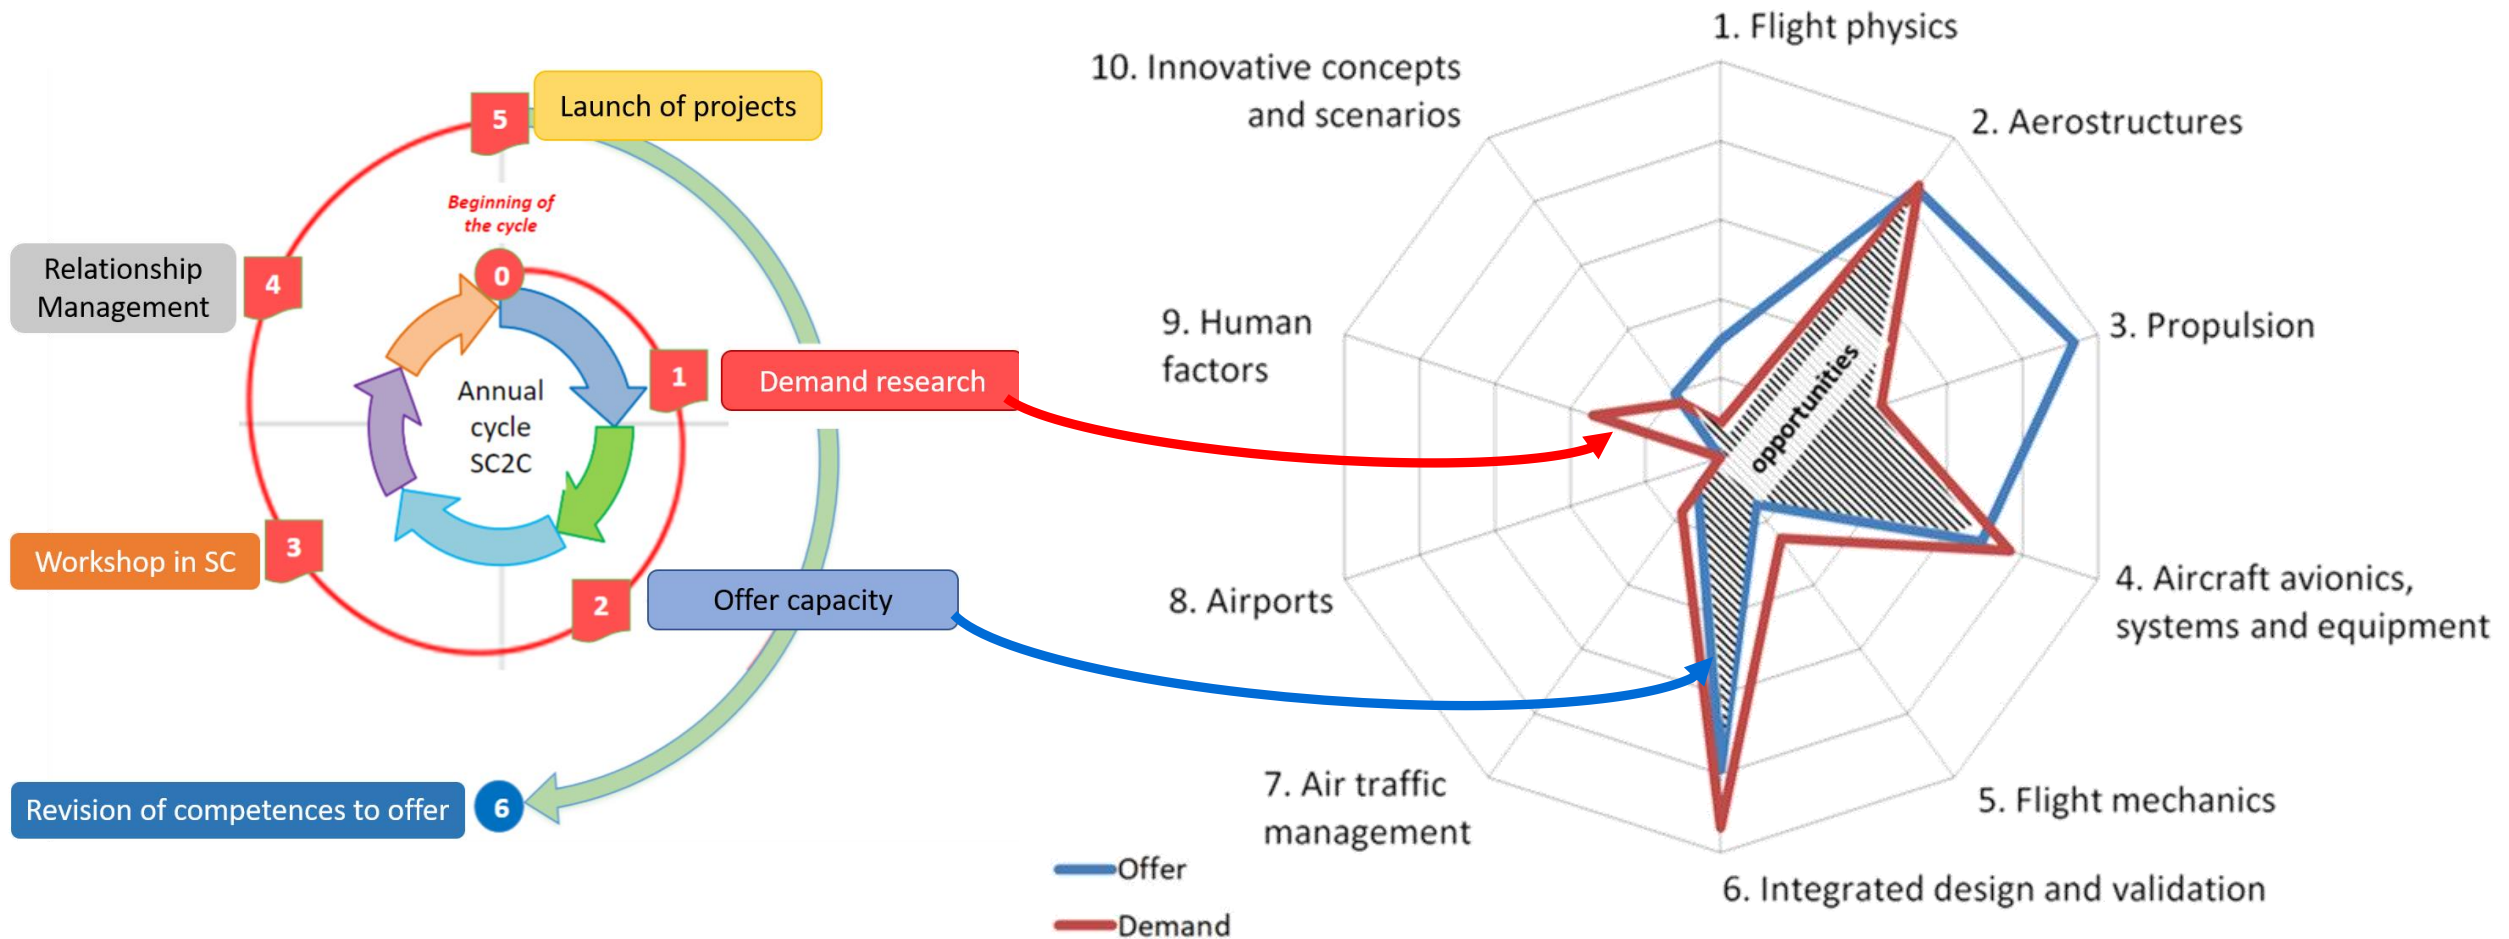 5
Launch of projects
Beginning of
the cycle
0
Relationship
Management
4
1
Demand research
Annual
cycle
SC2C
Workshop in SC
3
2
Offer capacity
Revision of competences to offer
6
1. Flight physics
10. Innovative concepts
and scenarios
2. Aerostructures
9. Human
factors
3. Propulsion
opportunities
8. Airports
4. Aircraft avionics,
systems and equipment
7. Air traffic
management
5. Flight mechanics
6. Integrated design and validation
Offer
Demand